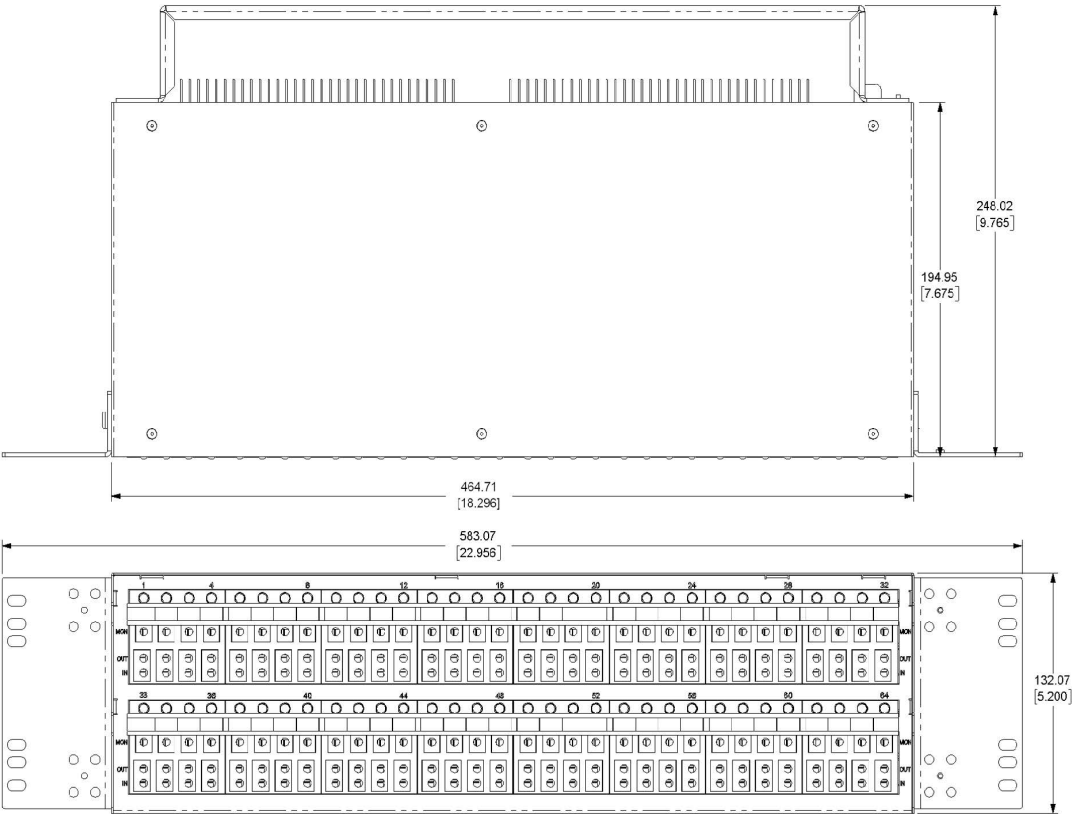 248.02
[9.765]
194.95
[7.675]
464.71
[18.296]
583.07
[22.956]
1 4 8 12 16 20 24 28 32
MON MON
OUT OUT
IN IN
132.07
[5.200]
33 36 40 44 48 52 56 60 64
MON MON
OUT OUT
IN IN